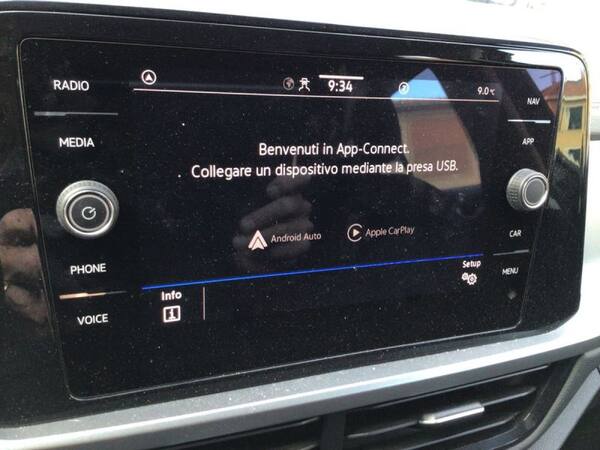 RADIO
MEDIA
PHONE
VOICE
9:34
9.0 °C
NAV
APP
CAR
MENU
Benvenuti in App-Connect.
Collegare un dispositivo mediante la presa USB.
Android Auto
Apple CarPlay
Info
Setup